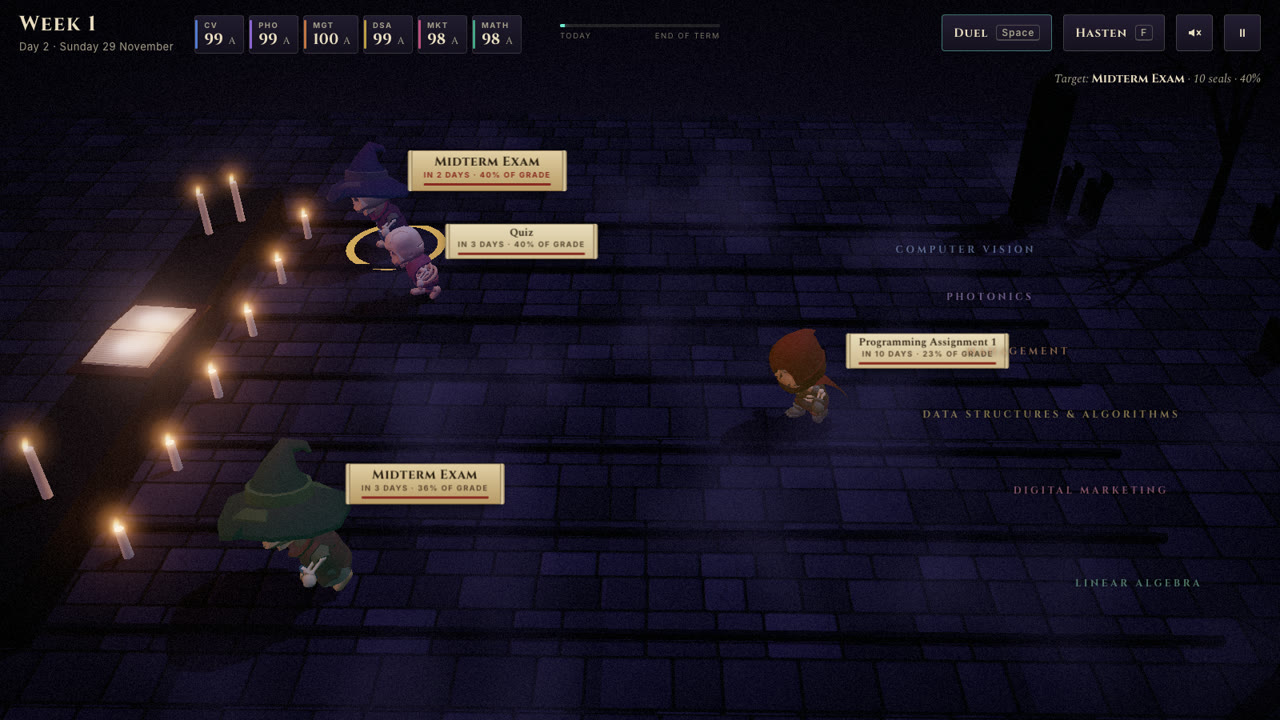 WEEK 1
Day 2 · Sunday 29 November
CV
99 A
PHO
99 A
MGT
100 A
DSA
99 A
MKT
98 A
MATH
98 A
TODAY
END OF TERM
DUEL Space
HASTEN F
Target: MIDTERM EXAM · 10 seals · 40%
MIDTERM EXAM
IN 2 DAYS · 40% OF GRADE
Quiz
IN 3 DAYS · 40% OF GRADE
COMPUTER VISION
PHOTONICS
Programming Assignment 1
IN 10 DAYS · 23% OF GRADE
GEMENT
DATA STRUCTURES & ALGORITHMS
MIDTERM EXAM
IN 3 DAYS · 36% OF GRADE
DIGITAL MARKETING
LINEAR ALGEBRA